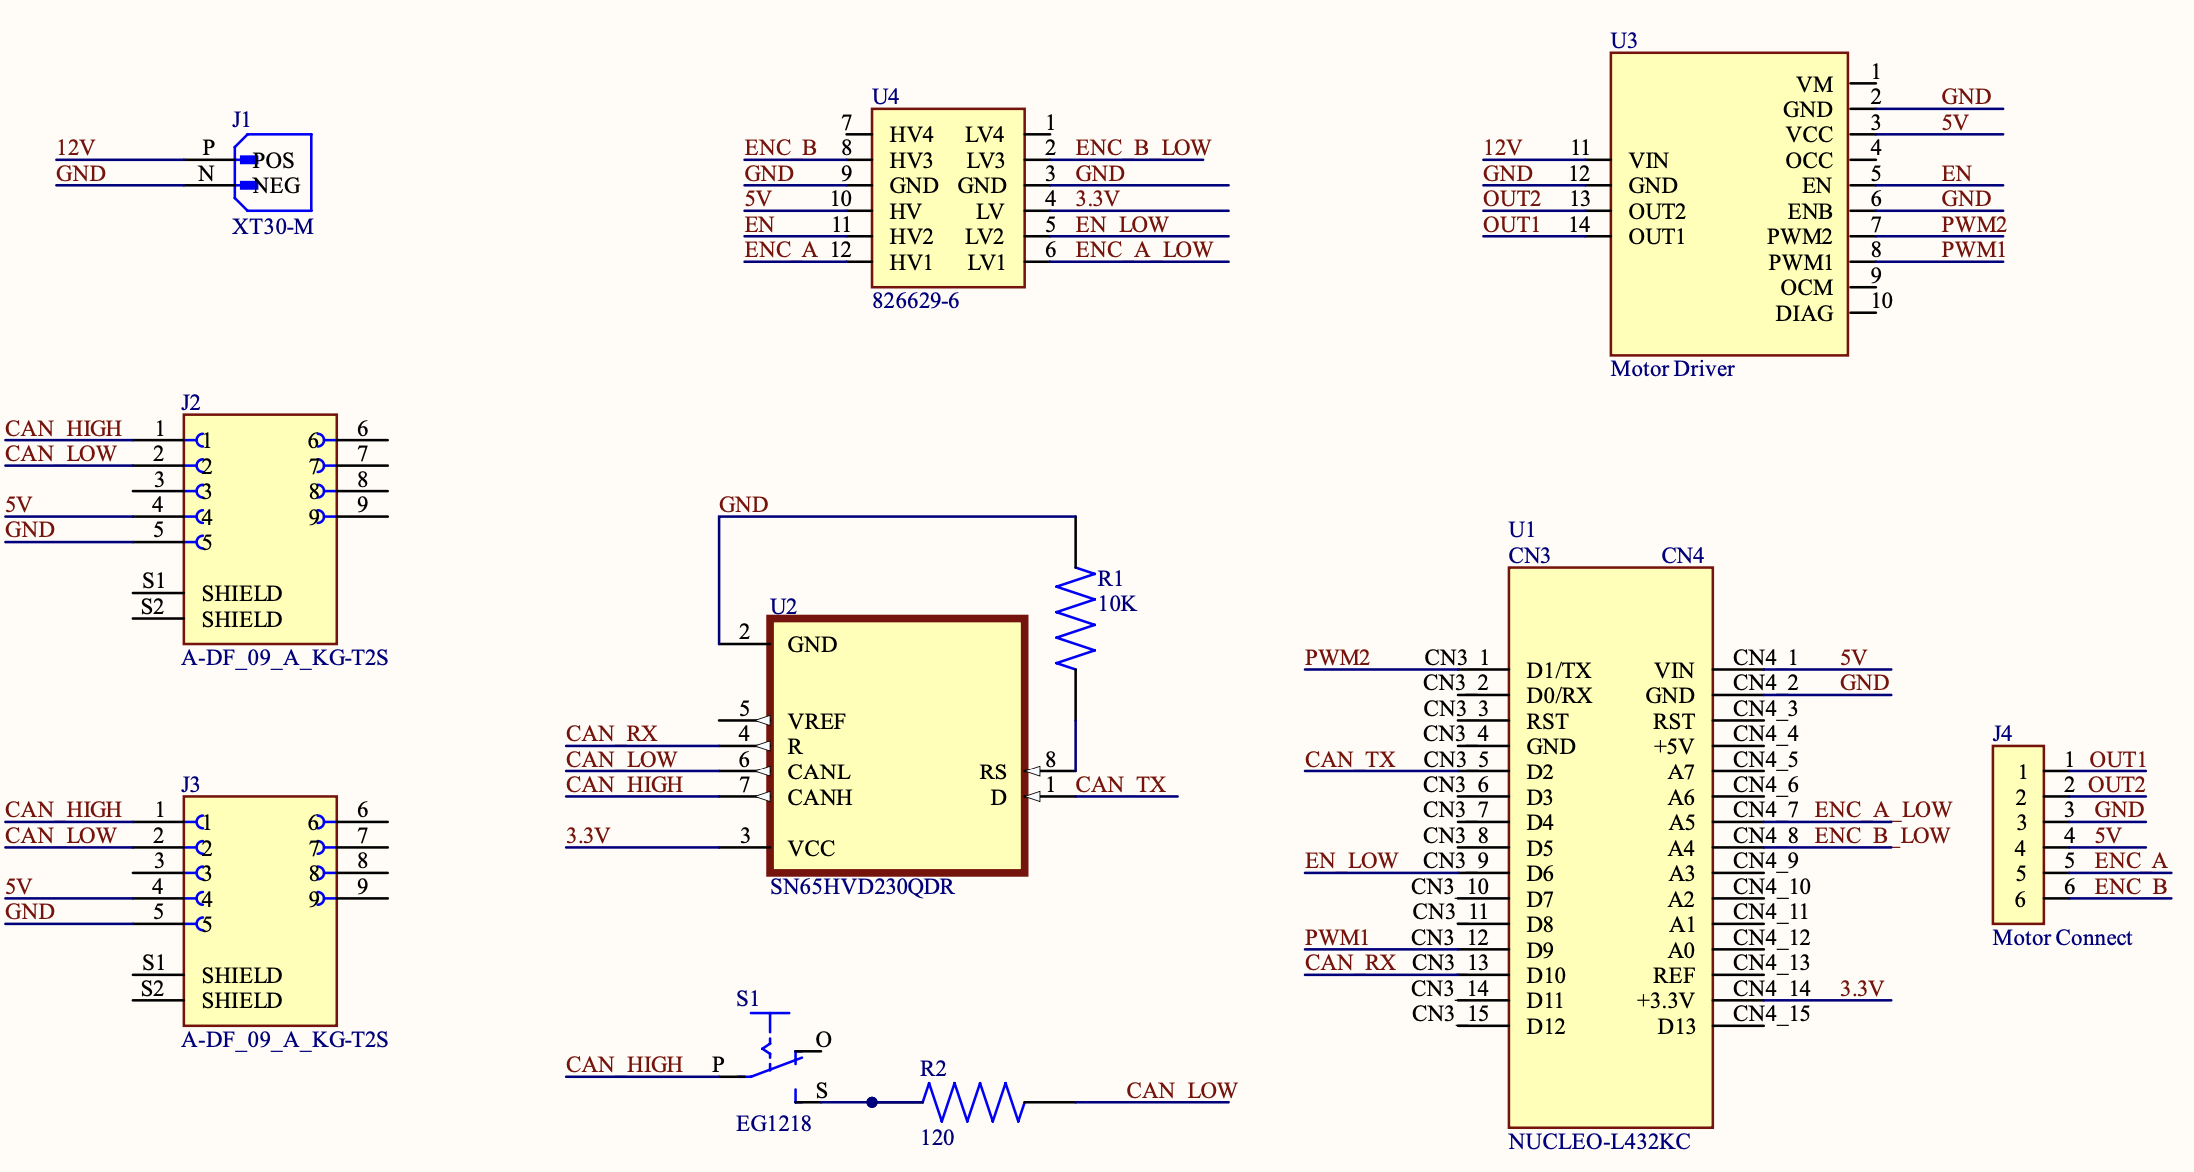 J1
12V P POS
GND N NEG
XT30-M
U4
7 HV4 LV4 1
ENC_B 8 HV3 LV3 2 ENC_B_LOW
GND 9 GND GND 3 GND
5V 10 HV LV 4 3.3V
EN 11 HV2 LV2 5 EN_LOW
ENC_A 12 HV1 LV1 6 ENC_A_LOW
826629-6
U3
VM 1
GND 2 GND
VCC 3 5V
12V 11 VIN OCC 4
GND 12 GND EN 5 EN
OUT2 13 OUT2 ENB 6 GND
OUT1 14 OUT1 PWM2 7 PWM2
PWM1 8 PWM1
OCM 9
DIAG 10
Motor Driver
J2
CAN_HIGH 1 1 6 6
CAN_LOW 2 2 7 7
3 3 8 8
5V 4 4 9 9
GND 5 5
S1 SHIELD
S2 SHIELD
A-DF_09_A_KG-T2S
J3
CAN_HIGH 1 1 6 6
CAN_LOW 2 2 7 7
3 3 8 8
5V 4 4 9 9
GND 5 5
S1 SHIELD
S2 SHIELD
A-DF_09_A_KG-T2S
GND
R1
10K
U2
2 GND
5 VREF
CAN_RX 4 R
CAN_LOW 6 CANL RS 8
CAN_HIGH 7 CANH D 1 CAN_TX
3.3V 3 VCC
SN65HVD230QDR
S1
O
CAN_HIGH P
S R2 CAN_LOW
EG1218 120
U1
CN3 CN4
PWM2 CN3_1 D1/TX VIN CN4_1 5V
CN3_2 D0/RX GND CN4_2 GND
CN3_3 RST RST CN4_3
CN3_4 GND +5V CN4_4
CAN_TX CN3_5 D2 A7 CN4_5
CN3_6 D3 A6 CN4_6
CN3_7 D4 A5 CN4_7 ENC_A_LOW
CN3_8 D5 A4 CN4_8 ENC_B_LOW
EN_LOW CN3_9 D6 A3 CN4_9
CN3_10 D7 A2 CN4_10
CN3_11 D8 A1 CN4_11
PWM1 CN3_12 D9 A0 CN4_12
CAN_RX CN3_13 D10 REF CN4_13
CN3_14 D11 +3.3V CN4_14 3.3V
CN3_15 D12 D13 CN4_15
NUCLEO-L432KC
J4
1 1 OUT1
2 2 OUT2
3 3 GND
4 4 5V
5 5 ENC_A
6 6 ENC_B
Motor Connect